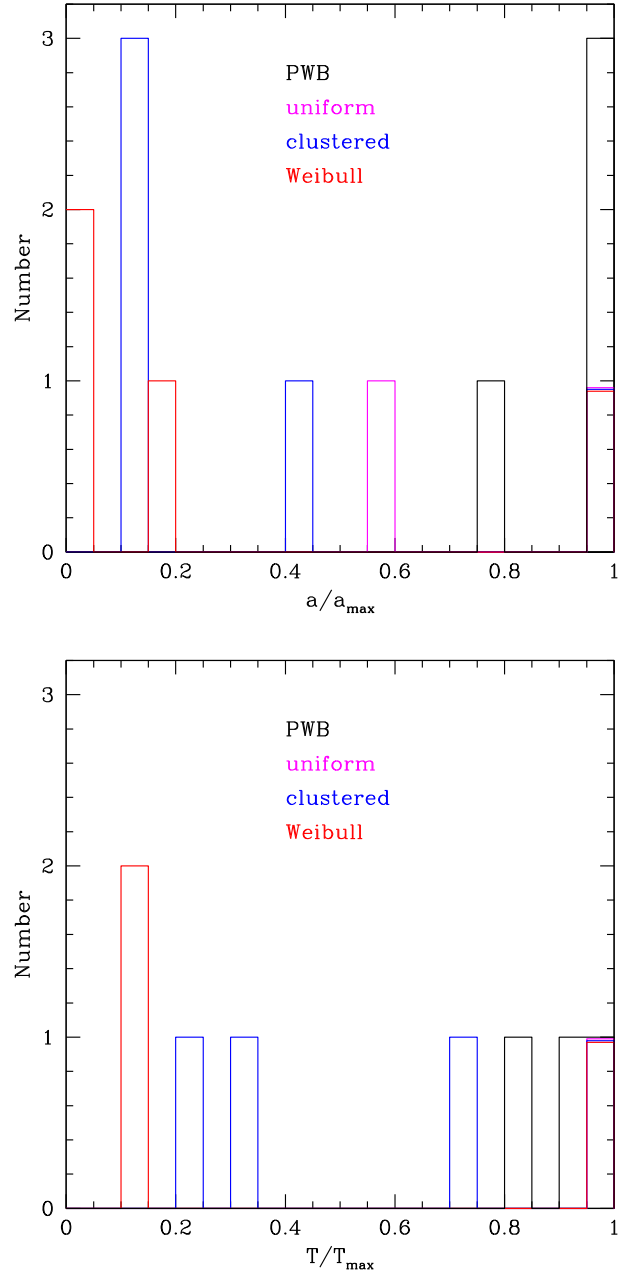 3
PWB
uniform
clustered
Weibull
2
Number
1
0
0 0.2 0.4 0.6 0.8 1
a/a_max
3
PWB
uniform
clustered
Weibull
2
Number
1
0
0 0.2 0.4 0.6 0.8 1
T/T_max